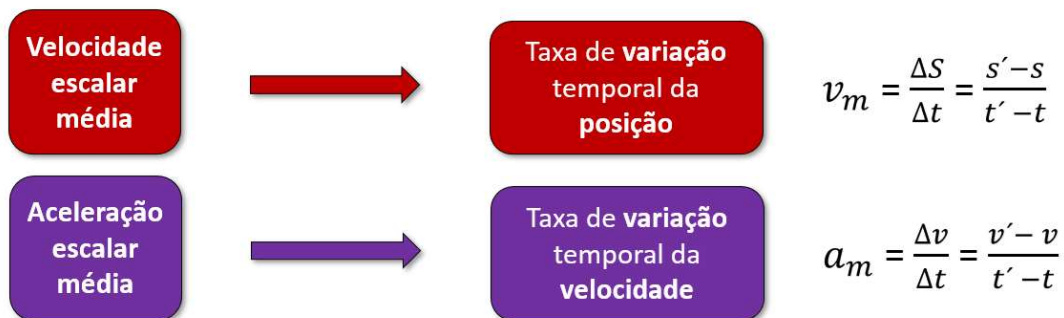 Velocidade
escalar
média
Taxa de variação
temporal da
posição
v_m = ΔS/Δt = s´−s/t´−t
Aceleração
escalar
média
Taxa de variação
temporal da
velocidade
a_m = Δv/Δt = v´− v/t´−t